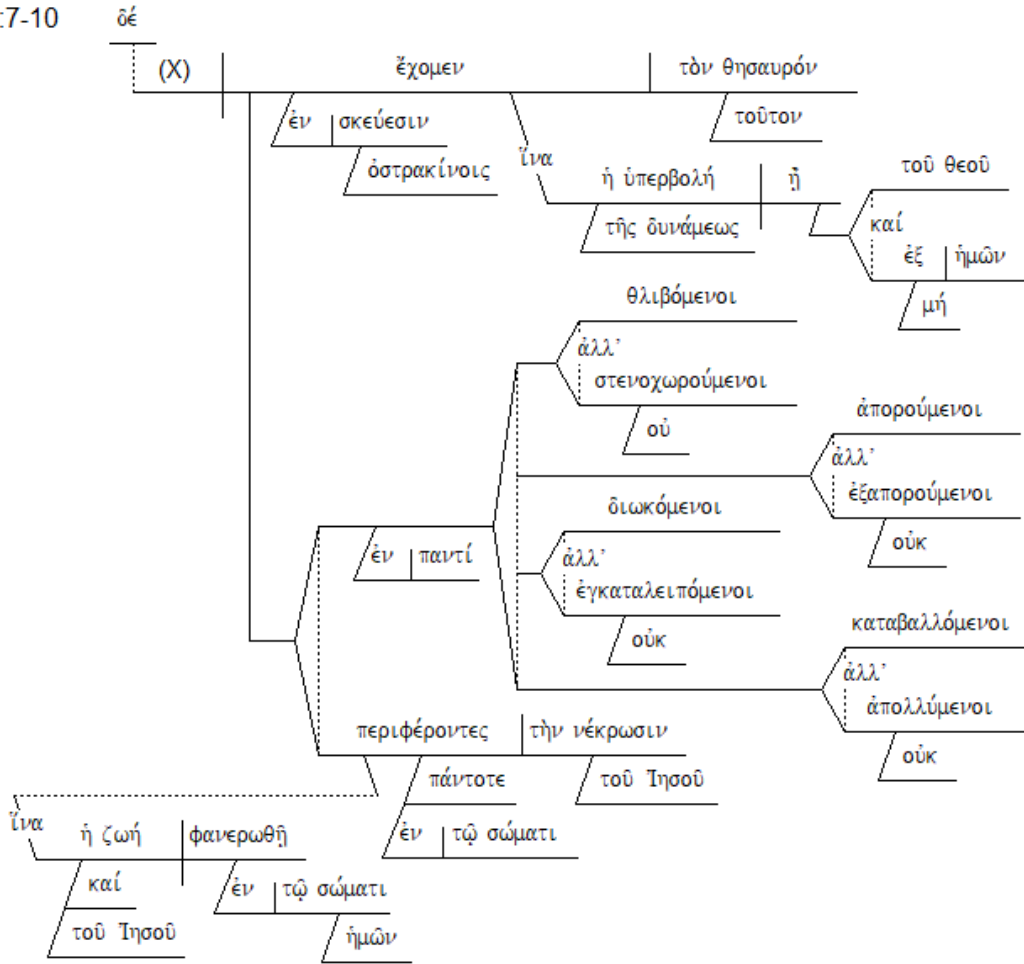 :7-10
δέ
(X)
ἔχομεν
τὸν θησαυρόν
ἐν
σκεύεσιν
τοῦτον
ὀστρακίνοις
ἵνα
ἡ ὑπερβολή
ᾖ
τοῦ θεοῦ
τῆς δυνάμεως
καί
ἐξ
ἡμῶν
μή
θλιβόμενοι
ἀλλ’
στενοχωρούμενοι
οὐ
ἀπορούμενοι
ἀλλ’
ἐξαπορούμενοι
οὐκ
ἐν
παντί
διωκόμενοι
ἀλλ’
ἐγκαταλειπόμενοι
οὐκ
καταβαλλόμενοι
ἀλλ’
ἀπολλύμενοι
οὐκ
περιφέροντες
τὴν νέκρωσιν
πάντοτε
τοῦ Ἰησοῦ
ἐν
τῷ σώματι
ἵνα
ἡ ζωή
φανερωθῇ
καί
ἐν
τῷ σώματι
τοῦ Ἰησοῦ
ἡμῶν